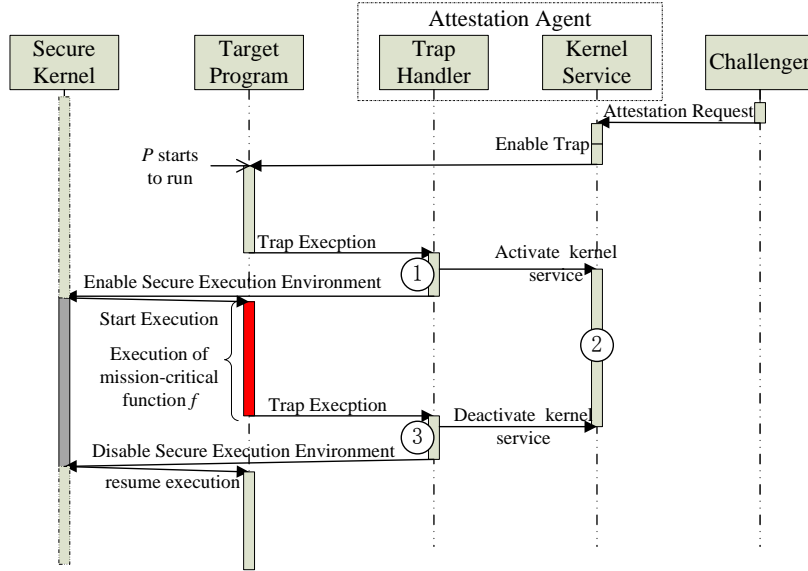 Attestation Agent
Secure
Kernel
Target
Program
Trap
Handler
Kernel
Service
Challenger
Attestation Request
Enable Trap
P starts
to run
Trap Execption
Activate kernel
service
1
Enable Secure Execution Environment
Start Execution
Execution of
mission-critical
function f
2
Trap Execption
Deactivate kernel
service
3
Disable Secure Execution Environment
resume execution